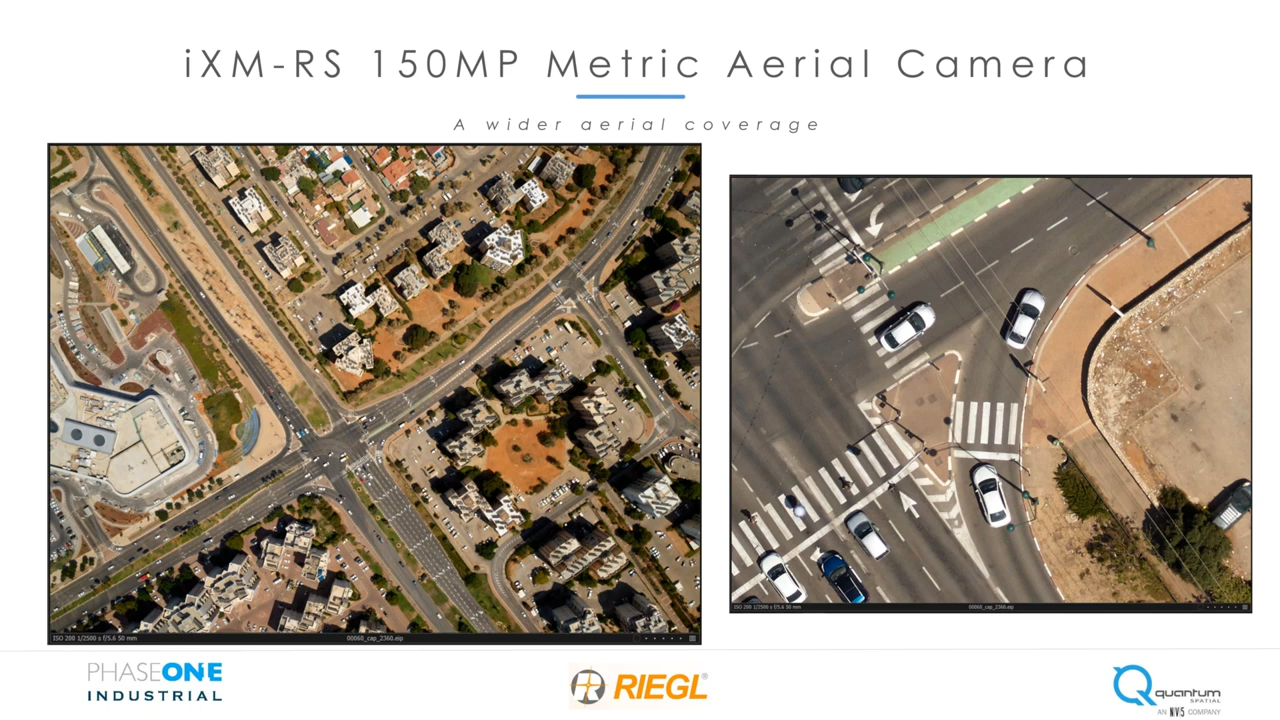 iXM-RS 150MP Metric Aerial Camera
A wider aerial coverage
ISO 200 1/2500 s f/5.6 50 mm
00060_cap_2360.eip
ISO 200 1/2500 s f/5.6 50 mm
00060_cap_2360.eip
PHASEONE
INDUSTRIAL
RIEGL®
quantum
SPATIAL
AN NV5 COMPANY